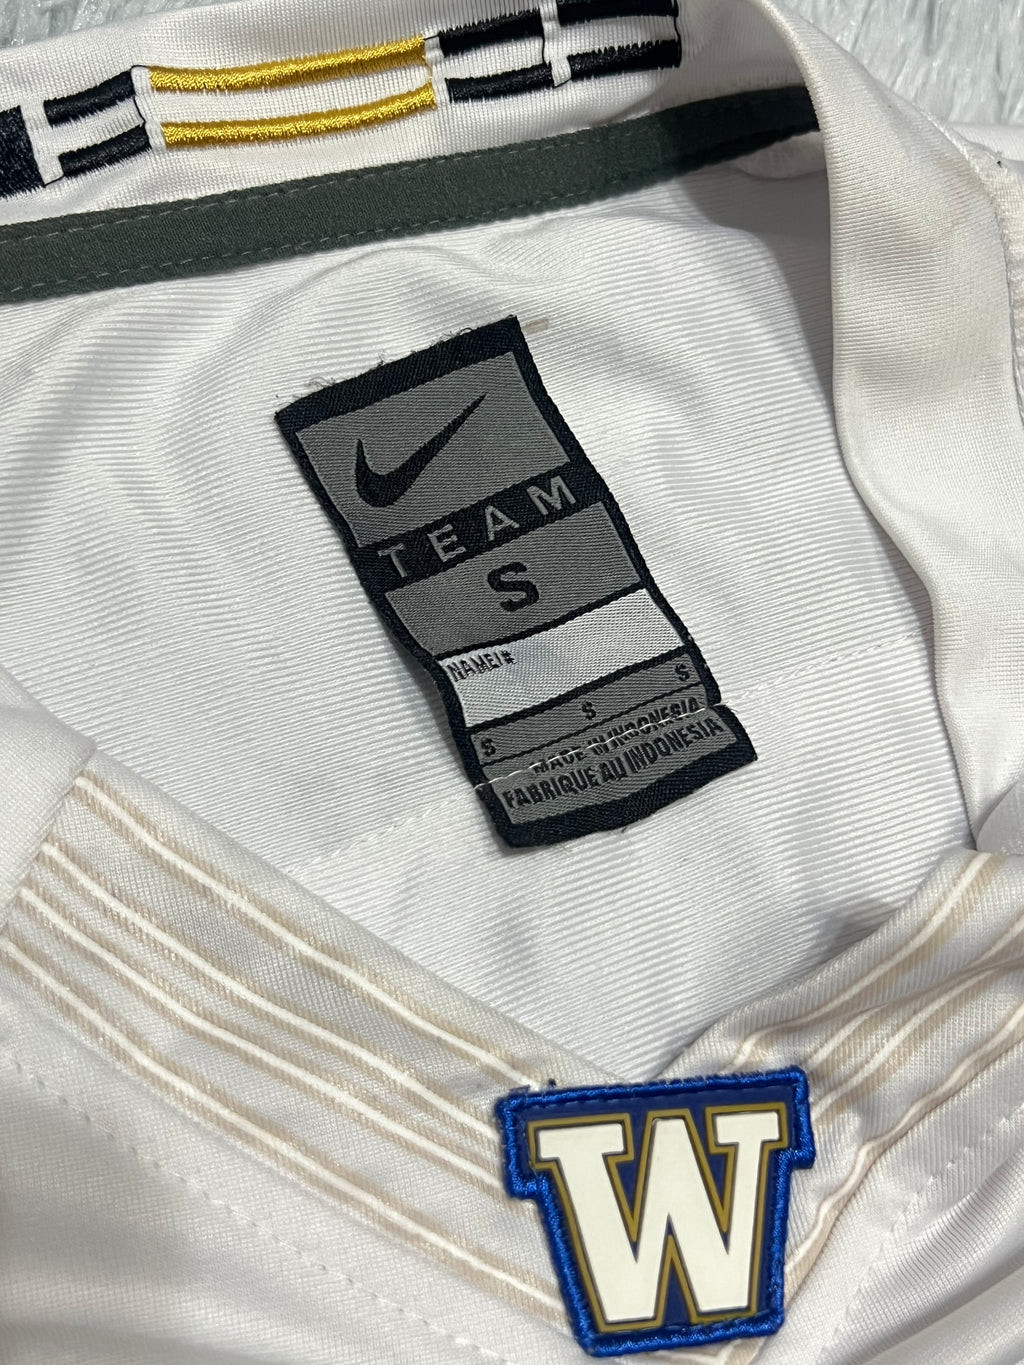 TEAM
S
NAME/#
S S S
MADE IN INDONESIA
FABRIQUE AU INDONESIA
W